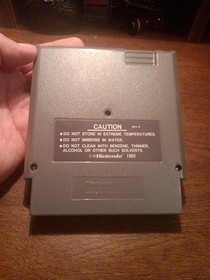 CAUTION
•DO NOT STORE IN EXTREME TEMPERATURES.
•DO NOT IMMERSE IN WATER.
•DO NOT CLEAN WITH BENZENE, THINNER,
ALCOHOL OR OTHER SUCH SOLVENTS.
©Nintendo 1985